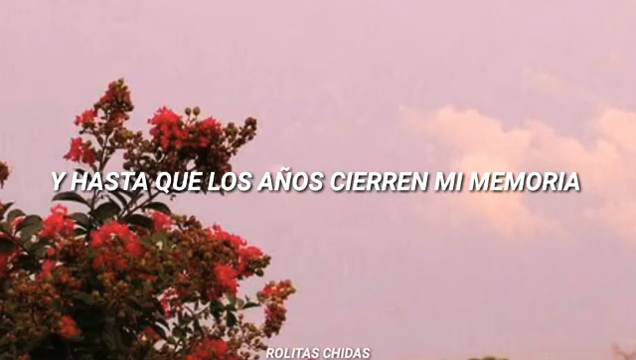 Y HASTA QUE LOS AÑOS CIERREN MI MEMORIA
ROLITAS CHIDAS